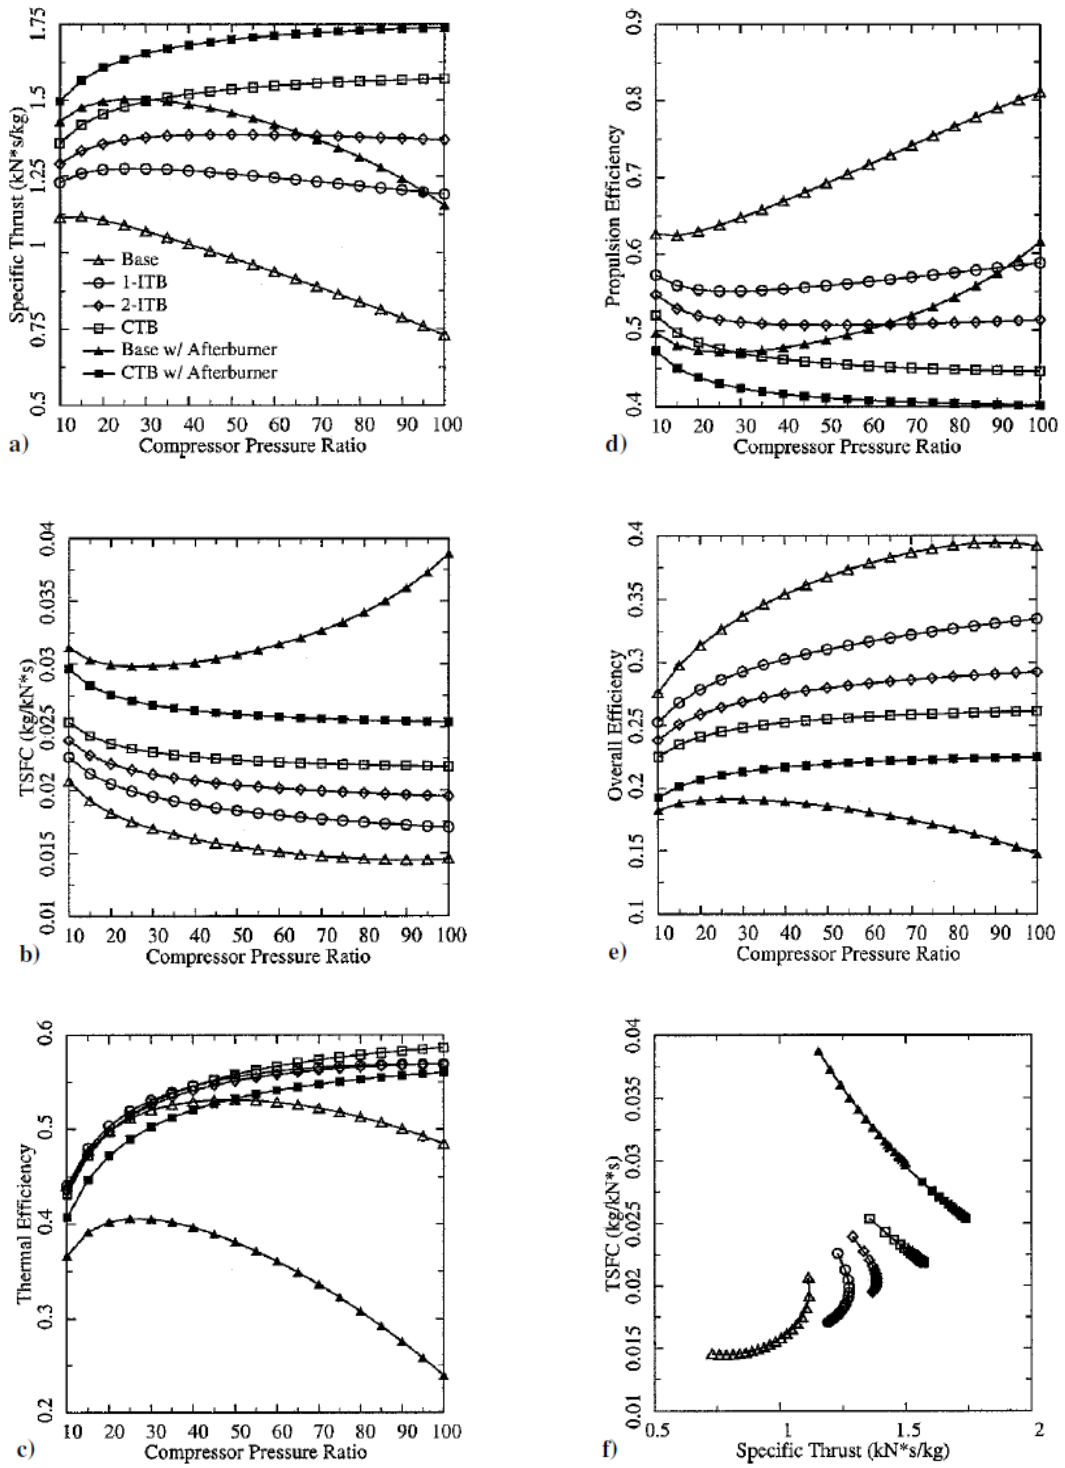 Specific Thrust (kN*s/kg)
1.75
1.5
1.25
1
0.75
0.5
Base
1-ITB
2-ITB
CTB
Base w/ Afterburner
CTB w/ Afterburner
10 20 30 40 50 60 70 80 90 100
a)
Compressor Pressure Ratio
Propulsion Efficiency
0.9
0.8
0.7
0.6
0.5
0.4
10 20 30 40 50 60 70 80 90 100
d)
Compressor Pressure Ratio
TSFC (kg/kN*s)
0.04
0.035
0.03
0.025
0.02
0.015
0.01
10 20 30 40 50 60 70 80 90 100
b)
Compressor Pressure Ratio
Overall Efficiency
0.4
0.35
0.3
0.25
0.2
0.15
0.1
10 20 30 40 50 60 70 80 90 100
e)
Compressor Pressure Ratio
Thermal Efficiency
0.6
0.5
0.4
0.3
0.2
10 20 30 40 50 60 70 80 90 100
c)
Compressor Pressure Ratio
TSFC (kg/kN*s)
0.04
0.035
0.03
0.025
0.02
0.015
0.01
0.5 1 1.5 2
f)
Specific Thrust (kN*s/kg)